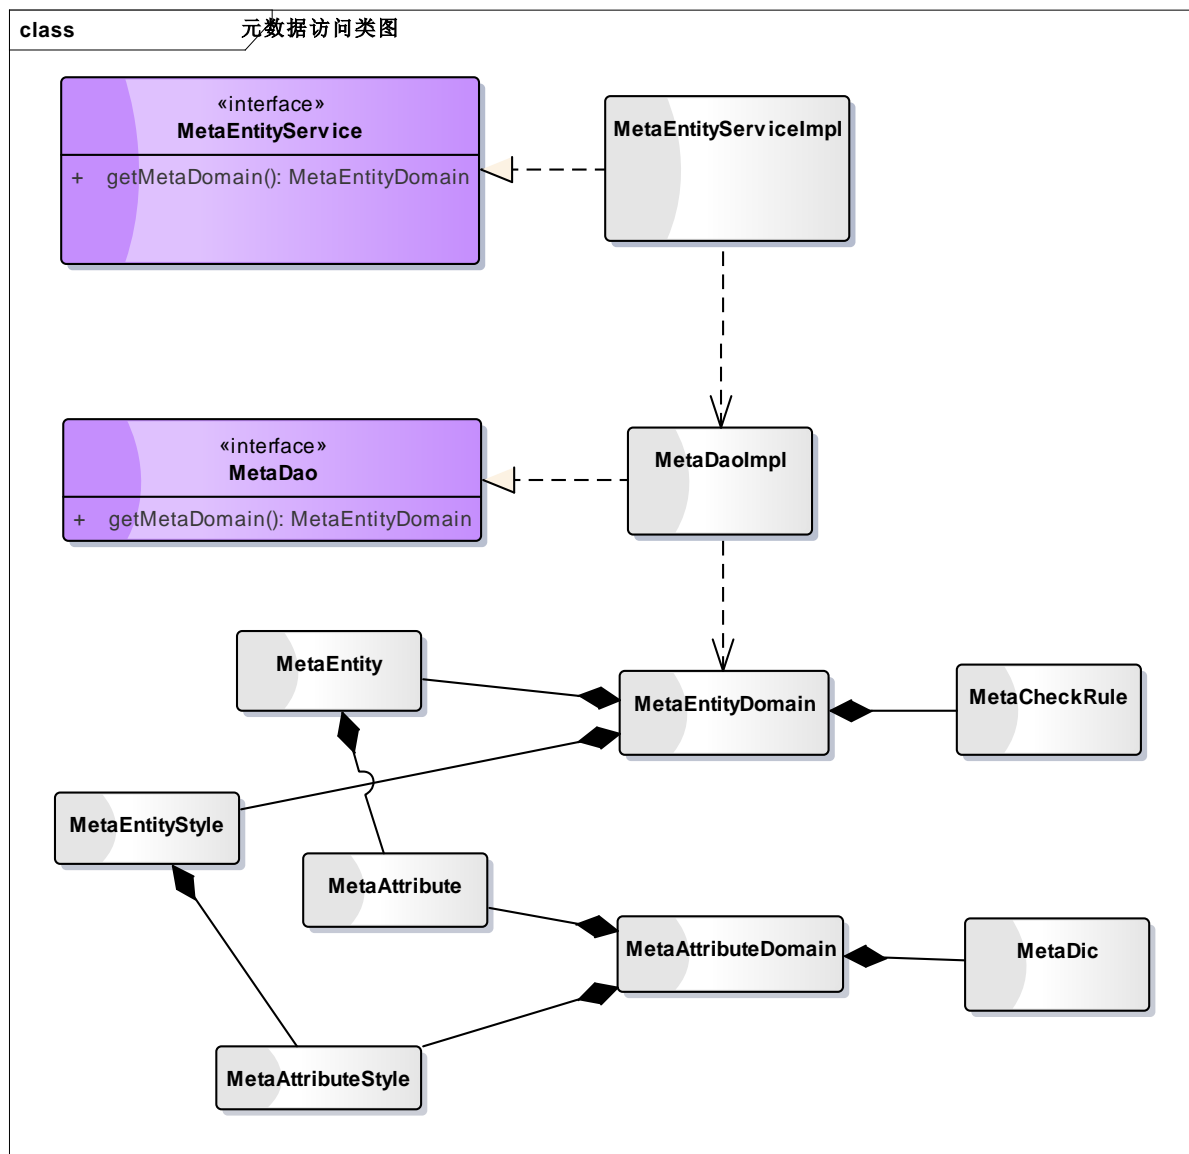 class 元数据访问类图
«interface»
MetaEntityService
+ getMetaDomain(): MetaEntityDomain
MetaEntityServiceImpl
«interface»
MetaDao
+ getMetaDomain(): MetaEntityDomain
MetaDaoImpl
MetaEntity
MetaEntityDomain
MetaCheckRule
MetaEntityStyle
MetaAttribute
MetaAttributeDomain
MetaDic
MetaAttributeStyle